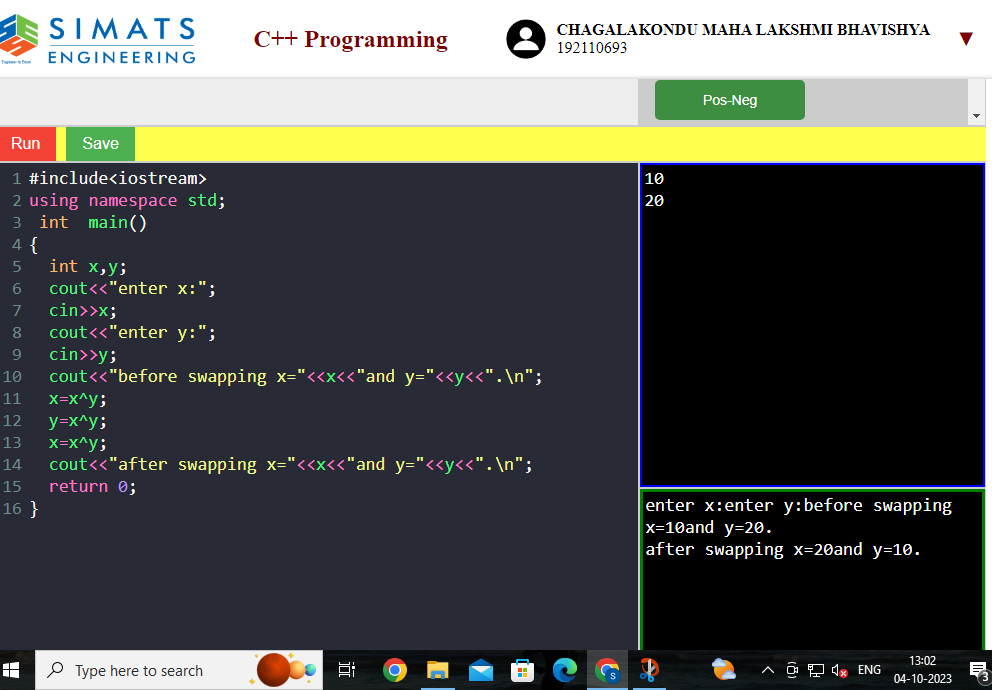 SIMATS
ENGINEERING
Engineer to Excel
C++ Programming
CHAGALAKONDU MAHA LAKSHMI BHAVISHYA
192110693
Pos-Neg
Run
Save
1 #include<iostream>
2 using namespace std;
3  int  main()
4 {
5   int x,y;
6   cout<<"enter x:";
7   cin>>x;
8   cout<<"enter y:";
9   cin>>y;
10   cout<<"before swapping x="<<x<<"and y="<<y<<".\n";
11   x=x^y;
12   y=x^y;
13   x=x^y;
14   cout<<"after swapping x="<<x<<"and y="<<y<<".\n";
15   return 0;
16 }
10
20
enter x:enter y:before swapping
x=10and y=20.
after swapping x=20and y=10.
Type here to search
S
ENG
13:02
04-10-2023
3